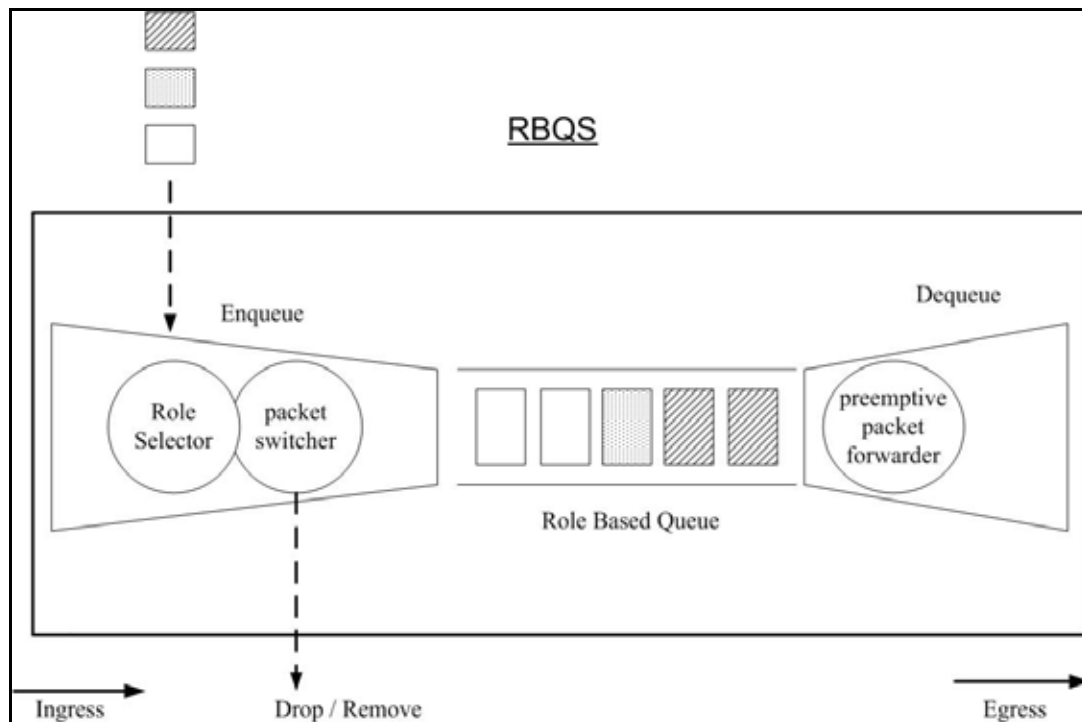 RBQS
Enqueue
Dequeue
Role
Selector
packet
switcher
preemptive
packet
forwarder
Role Based Queue
Ingress
Drop / Remove
Egress